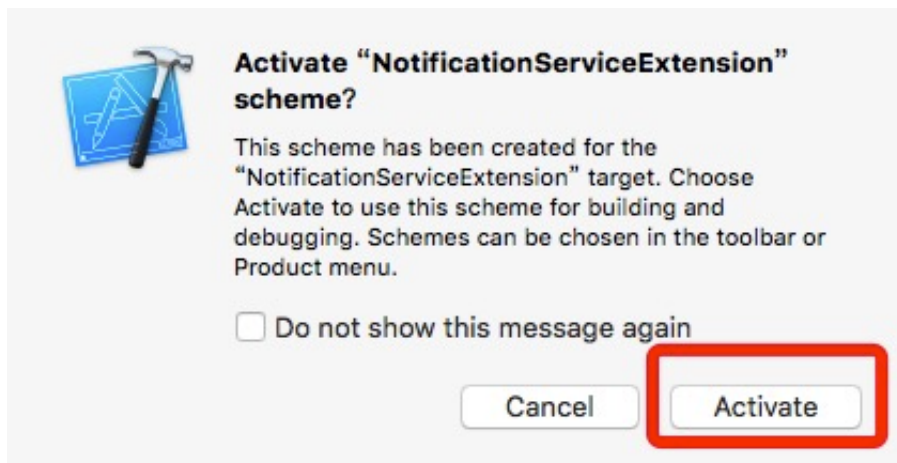 Activate “NotificationServiceExtension”
scheme?
This scheme has been created for the
“NotificationServiceExtension” target. Choose
Activate to use this scheme for building and
debugging. Schemes can be chosen in the toolbar or
Product menu.
Do not show this message again
Cancel Activate